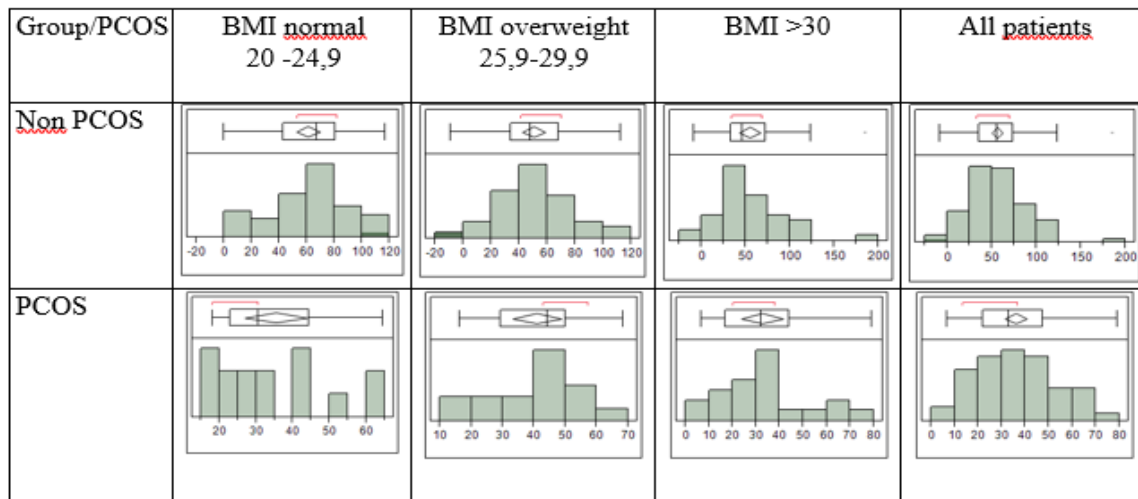 Group/PCOS BMI normal BMI overweight BMI >30 All patients
20 -24,9 25,9-29,9
Non PCOS
-20 0 20 40 60 80 100 120 -20 0 20 40 60 80 100 120 0 50 100 150 200 0 50 100 150 200
PCOS
20 30 40 50 60 10 20 30 40 50 60 70 0 10 20 30 40 50 60 70 80 0 10 20 30 40 50 60 70 80